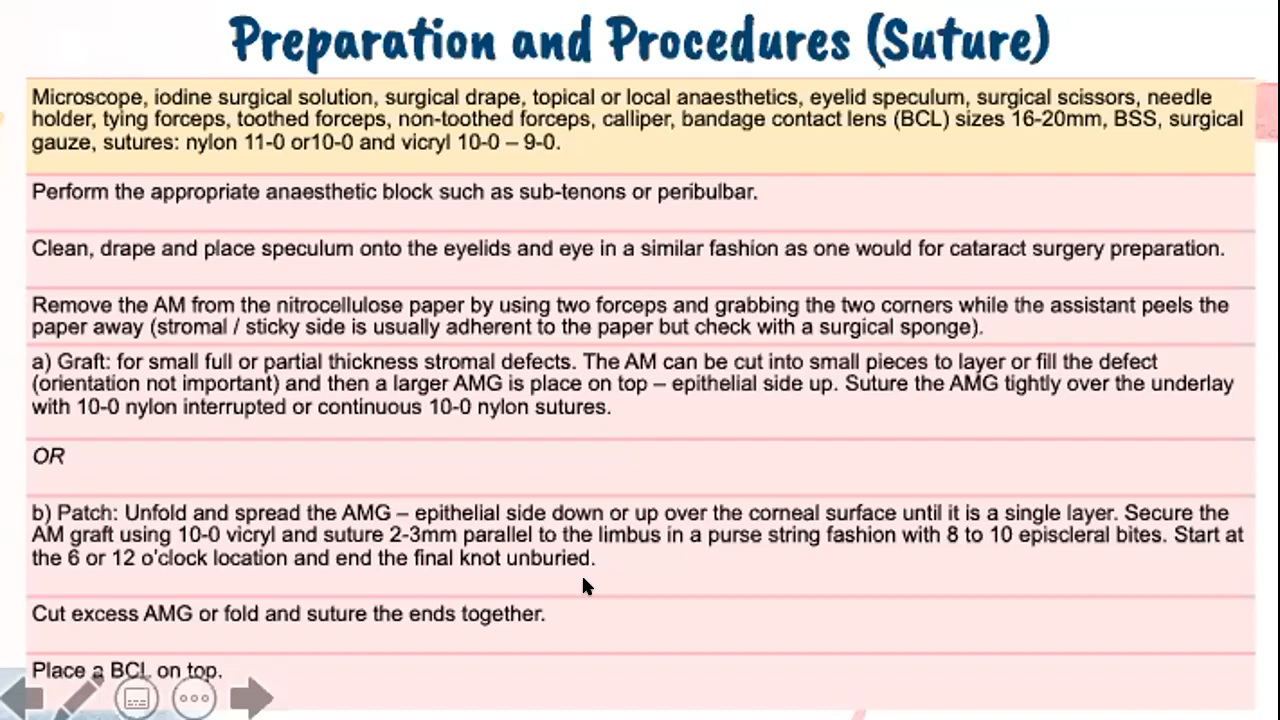 Preparation and Procedures (Suture)
Microscope, iodine surgical solution, surgical drape, topical or local anaesthetics, eyelid speculum, surgical scissors, needle
holder, tying forceps, toothed forceps, non-toothed forceps, calliper, bandage contact lens (BCL) sizes 16-20mm, BSS, surgical
gauze, sutures: nylon 11-0 or10-0 and vicryl 10-0 – 9-0.
Perform the appropriate anaesthetic block such as sub-tenons or peribulbar.
Clean, drape and place speculum onto the eyelids and eye in a similar fashion as one would for cataract surgery preparation.
Remove the AM from the nitrocellulose paper by using two forceps and grabbing the two corners while the assistant peels the
paper away (stromal / sticky side is usually adherent to the paper but check with a surgical sponge).
a) Graft: for small full or partial thickness stromal defects. The AM can be cut into small pieces to layer or fill the defect
(orientation not important) and then a larger AMG is place on top – epithelial side up. Suture the AMG tightly over the underlay
with 10-0 nylon interrupted or continuous 10-0 nylon sutures.
OR
b) Patch: Unfold and spread the AMG – epithelial side down or up over the corneal surface until it is a single layer. Secure the
AM graft using 10-0 vicryl and suture 2-3mm parallel to the limbus in a purse string fashion with 8 to 10 episcleral bites. Start at
the 6 or 12 o'clock location and end the final knot unburied.
Cut excess AMG or fold and suture the ends together.
Place a BCL on top.